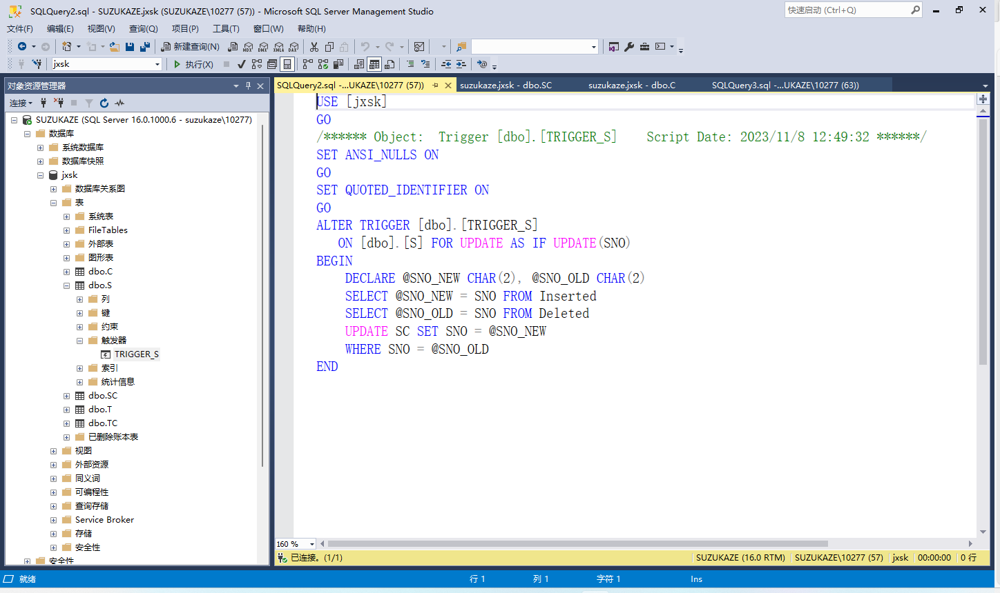 SQLQuery2.sql - SUZUKAZE.jxsk (SUZUKAZE\10277 (57)) - Microsoft SQL Server Management Studio
快速启动 (Ctrl+Q)
文件(F) 编辑(E) 视图(V) 查询(Q) 项目(P) 工具(T) 窗口(W) 帮助(H)
新建查询(N) MDX DMX XMLA DAX
jxsk 执行(X)
对象资源管理器
连接
SUZUKAZE (SQL Server 16.0.1000.6 - suzukaze\10277)
数据库
系统数据库
数据库快照
jxsk
数据库关系图
表
系统表
FileTables
外部表
图形表
dbo.C
dbo.S
列
键
约束
触发器
TRIGGER_S
索引
统计信息
dbo.SC
dbo.T
dbo.TC
已删除账本表
视图
外部资源
同义词
可编程性
查询存储
Service Broker
存储
安全性
安全性
SQLQuery2.sql -...UKAZE\10277 (57)) suzukaze.jxsk - dbo.SC suzukaze.jxsk - dbo.C SQLQuery3.sql -...UKAZE\10277 (63))
USE [jxsk]
GO
/****** Object:  Trigger [dbo].[TRIGGER_S]    Script Date: 2023/11/8 12:49:32 ******/
SET ANSI_NULLS ON
GO
SET QUOTED_IDENTIFIER ON
GO
ALTER TRIGGER [dbo].[TRIGGER_S]
   ON [dbo].[S] FOR UPDATE AS IF UPDATE(SNO)
BEGIN
    DECLARE @SNO_NEW CHAR(2), @SNO_OLD CHAR(2)
    SELECT @SNO_NEW = SNO FROM Inserted
    SELECT @SNO_OLD = SNO FROM Deleted
    UPDATE SC SET SNO = @SNO_NEW
    WHERE SNO = @SNO_OLD
END
160 %
已连接。(1/1) SUZUKAZE (16.0 RTM) SUZUKAZE\10277 (57) jxsk 00:00:00 0 行
就绪 行 1 列 1 字符 1 Ins